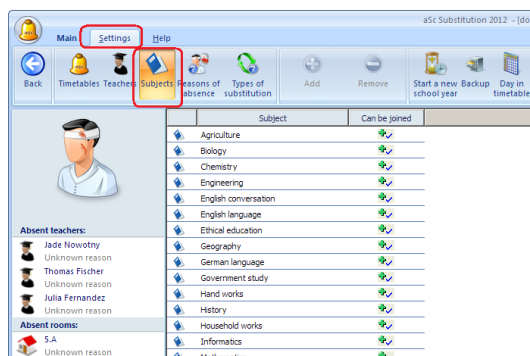 aSc Substitution 2012 - [do
Main Settings Help
Back Timetables Teachers Subjects Reasons of absence Types of substitution Add Remove Start a new school year Backup Day in timetable
Subject Can be joined
Agriculture
Biology
Chemistry
Engineering
English conversation
English language
Ethical education
Geography
German language
Government study
Hand works
History
Household works
Informatics
Absent teachers:
Jade Nowotny
Unknown reason
Thomas Fischer
Unknown reason
Julia Fernandez
Unknown reason
Absent rooms:
5.A
Unknown reason